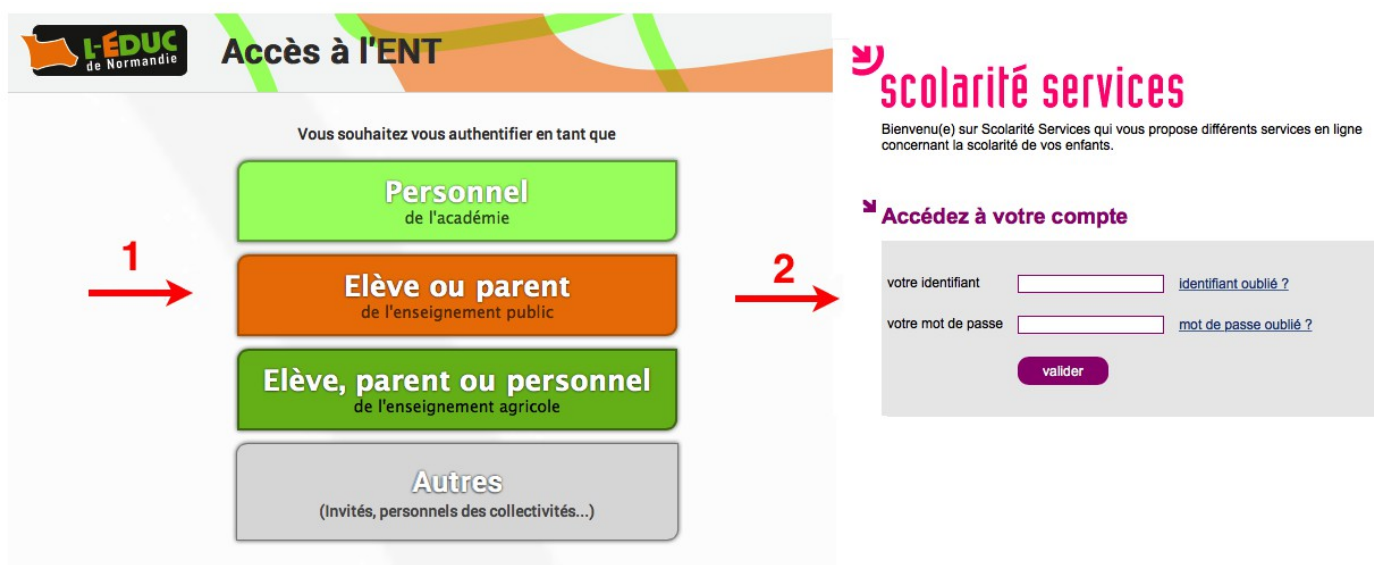 L-ÉDUC
de Normandie
Accès à l'ENT
Vous souhaitez vous authentifier en tant que
Personnel
de l'académie
1
Elève ou parent
de l'enseignement public
Elève, parent ou personnel
de l'enseignement agricole
Autres
(Invités, personnels des collectivités...)
2
scolarité services
Bienvenu(e) sur Scolarité Services qui vous propose différents services en ligne
concernant la scolarité de vos enfants.
Accédez à votre compte
votre identifiant identifiant oublié ?
votre mot de passe mot de passe oublié ?
valider